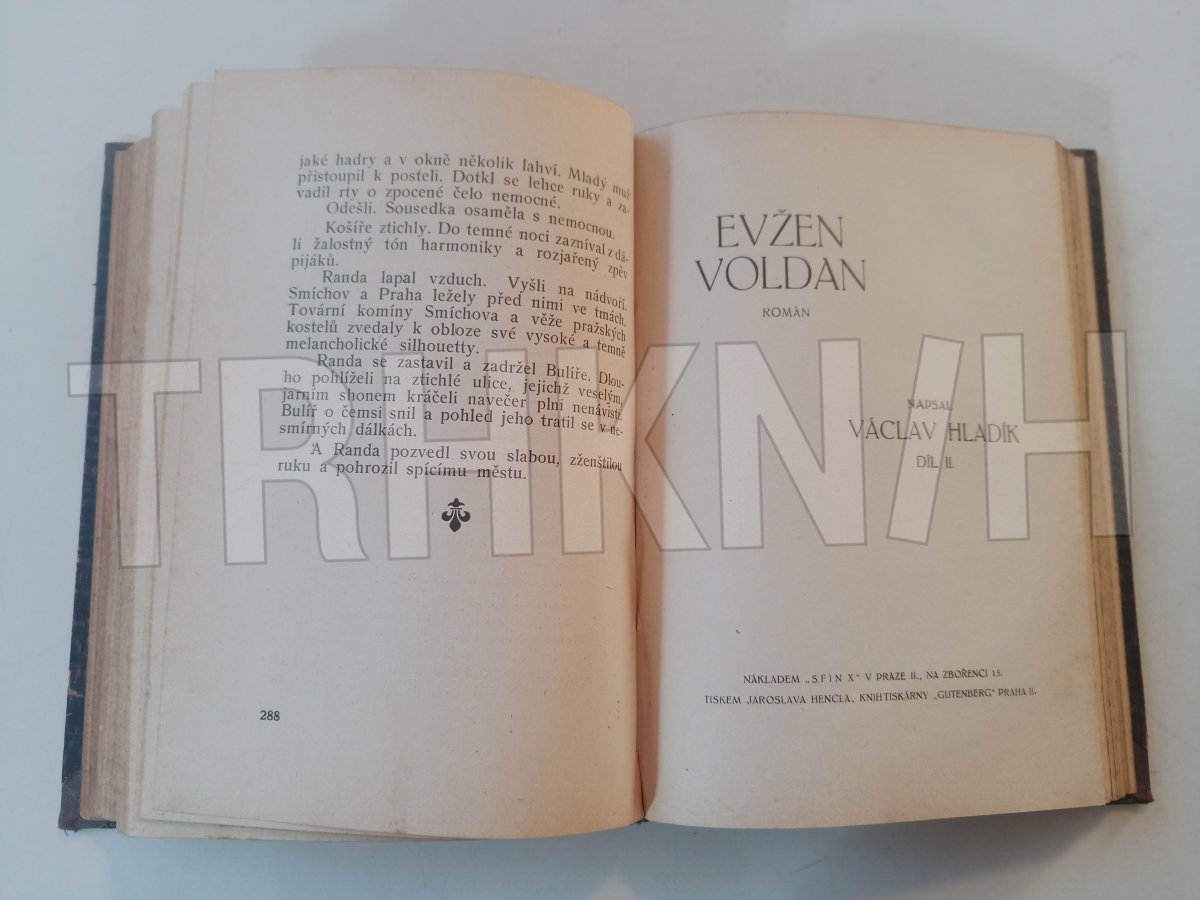 jaké hadry a v okně několik lahví. Mladý muž
přistoupil k posteli. Dotkl se lehce ruky a za-
vadil rty o zpocené čelo nemocné.
Odešli. Sousedka osaměla s nemocnou.
Košíře ztichly. Do temné noci zazníval z dá-
lí žalostný tón harmoniky a rozjařený zpěv
pijáků.
Randa lapal vzduch. Vyšli na nádvoří.
Smíchov a Praha ležely před nimi ve tmách.
Tovární komíny Smíchova a věže pražských
kostelů zvedaly k obloze své vysoké a temně
melancholické silhouetty.
Randa se zastavil a zadržel Bulíře. Dlou-
ho pohlíželi na ztichlé ulice, jejichž veselým,
jarním shonem kráčeli navečer plni nenávisti.
Bulíř o čemsi snil a pohled jeho tratil se v ne-
smírných dálkách.
A Randa pozvedl svou slabou, zženštilou
ruku a pohrozil spícímu městu.
288
EVŽEN
VOLDAN
ROMÁN
NAPSAL
VÁCLAV HLADÍK
DÍL II.
NÁKLADEM „SFINX" V PRAZE II., NA ZBOŘENCI 15.
TISKEM JAROSLAVA HENCLA, KNIHTISKÁRNY „GUTENBERG" PRAHA II.
TRHKNIH